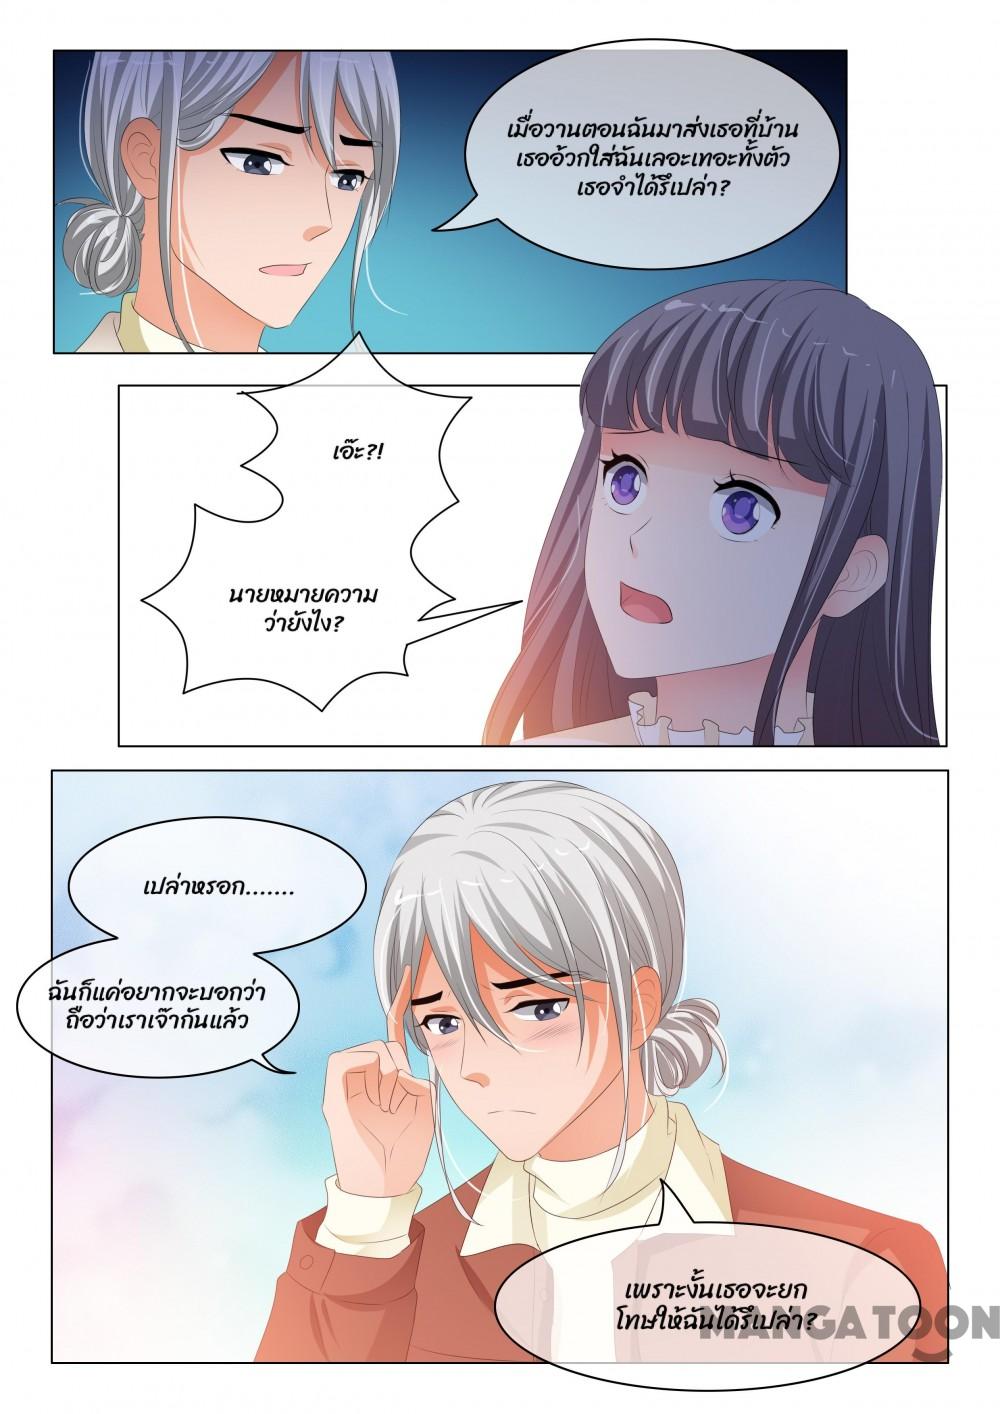 เมื่อวานตอนฉันมาส่งเธอที่บ้าน
เธออ้วกใส่ฉันเลอะเทอะทั้งตัว
เธอจำได้รึเปล่า?
เอ๊ะ?!
นายหมายความ
ว่ายังไง?
เปล่าหรอก.......
ฉันก็แค่อยากจะบอกว่า
ถือว่าเราเจ๊ากันแล้ว
เพราะงั้นเธอจะยก
โทษให้ฉันได้รึเปล่า?
MANGATOON